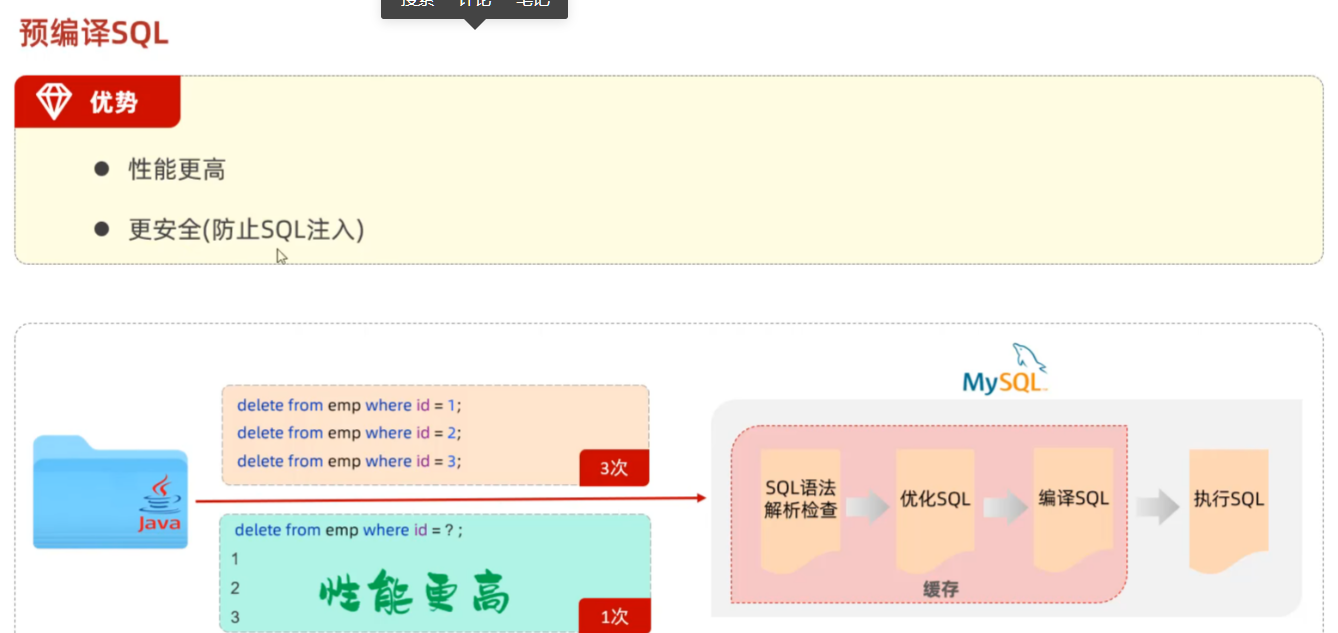 搜索 评论 笔记
预编译SQL
优势
性能更高
更安全(防止SQL注入)
MySQL
delete from emp where id = 1;
delete from emp where id = 2;
delete from emp where id = 3;
3次
Java
delete from emp where id = ? ;
1
2
3
性能更高
1次
SQL语法
解析检查
优化SQL
编译SQL
执行SQL
缓存